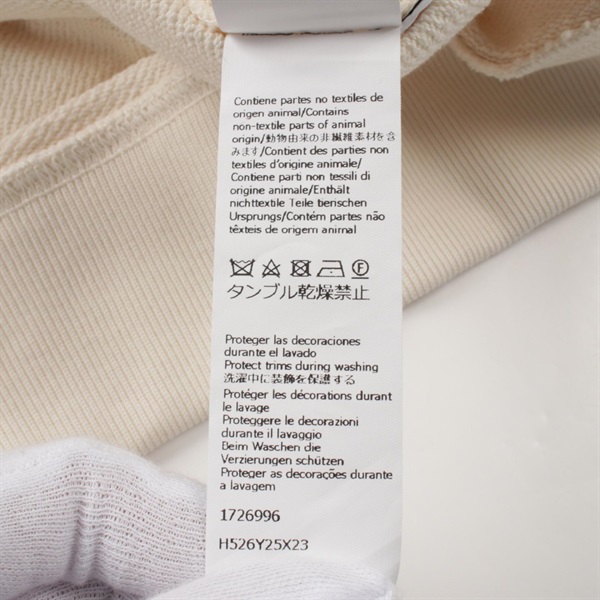 Contiene partes no textiles de
origen animal/Contains
non-textile parts of animal
origin/動物由来の非繊維素材を含
みます/Contient des parties non
textiles d'origine animale/
Contiene parti non tessili di
origine animale/Enthält
nichttextile Teile tierischen
Ursprungs/Contém partes não
têxteis de origem animal
タンブル乾燥禁止
Proteger las decoraciones
durante el lavado
Protect trims during washing
洗濯中に装飾を保護する
Protéger les décorations durant
le lavage
Proteggere le decorazioni
durante il lavaggio
Beim Waschen die
Verzierungen schützen
Proteger as decorações durante
a lavagem
1726996
H526Y25X23